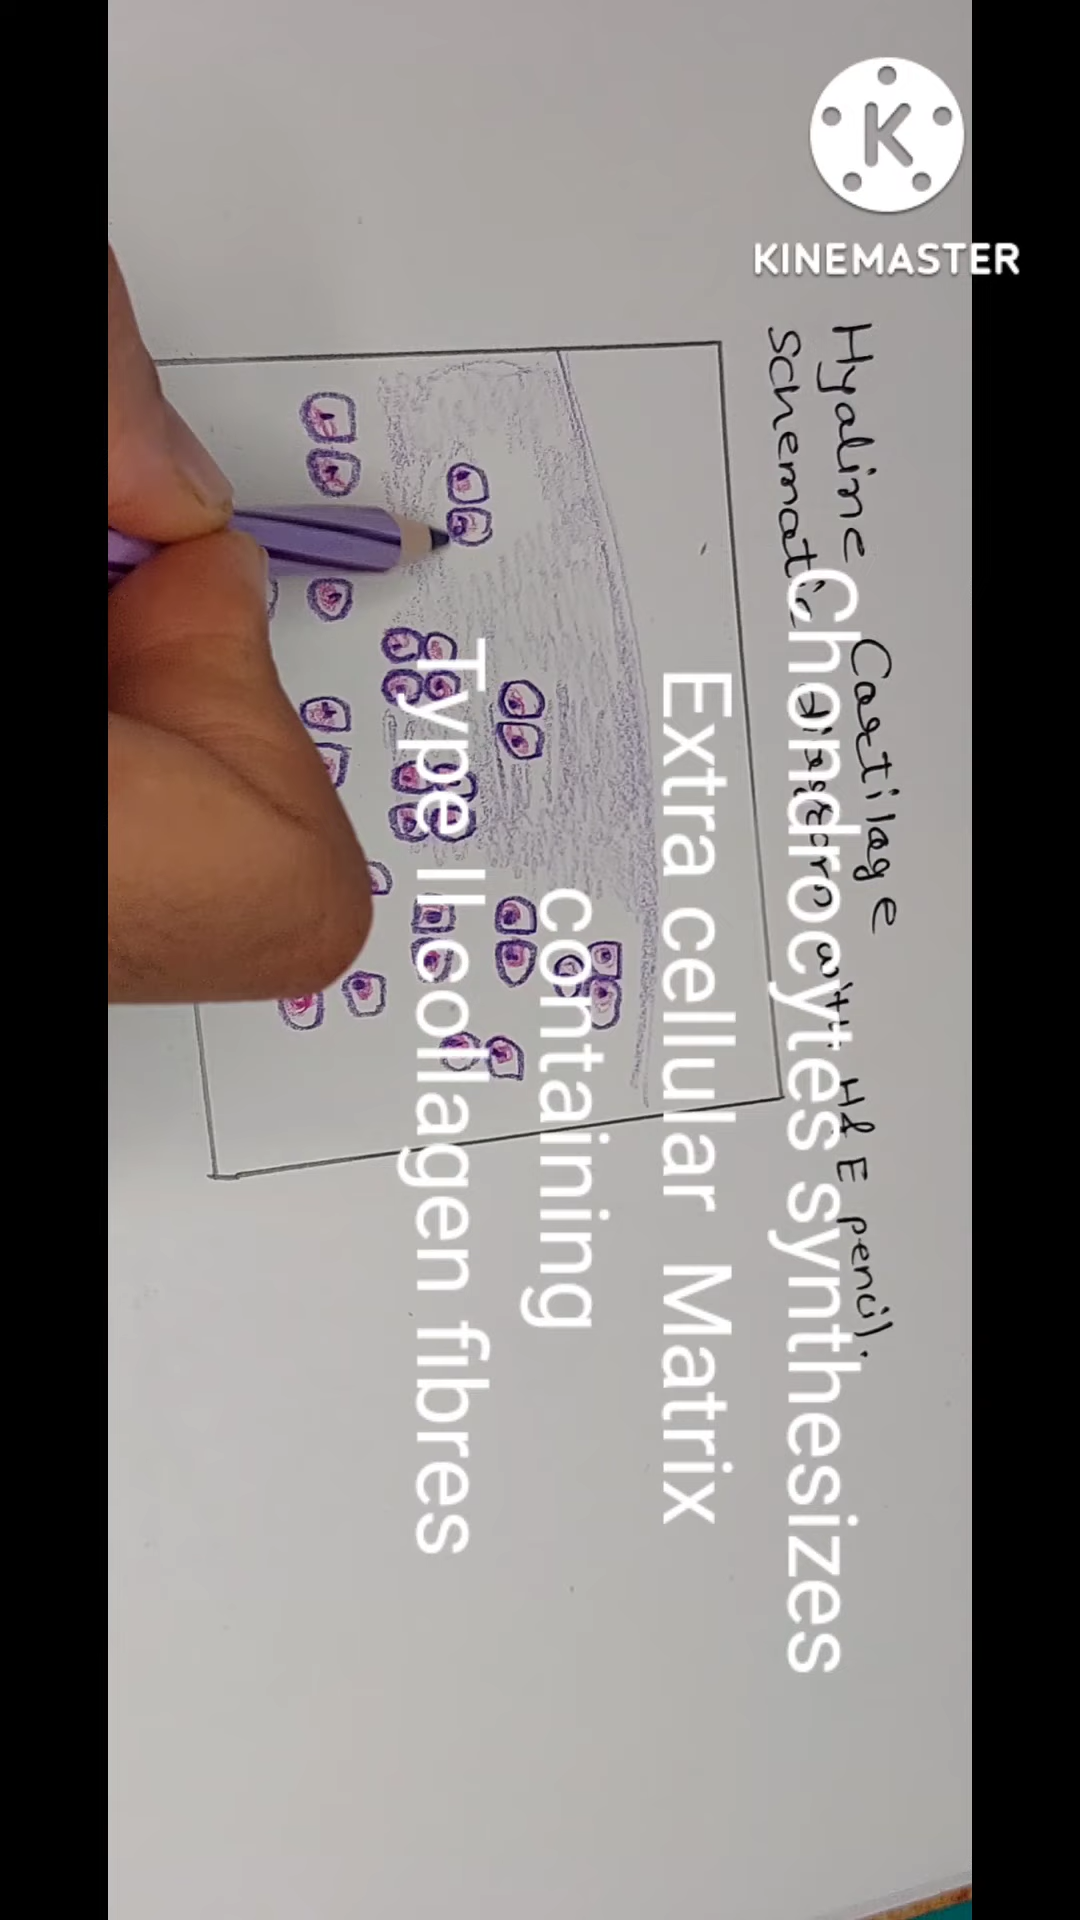 KINEMASTER
Hyaline Cartilage
Schematic diagram with H & E pencil.
Chondrocytes synthesizes
Extra cellular Matrix
containing
Type II collagen fibres